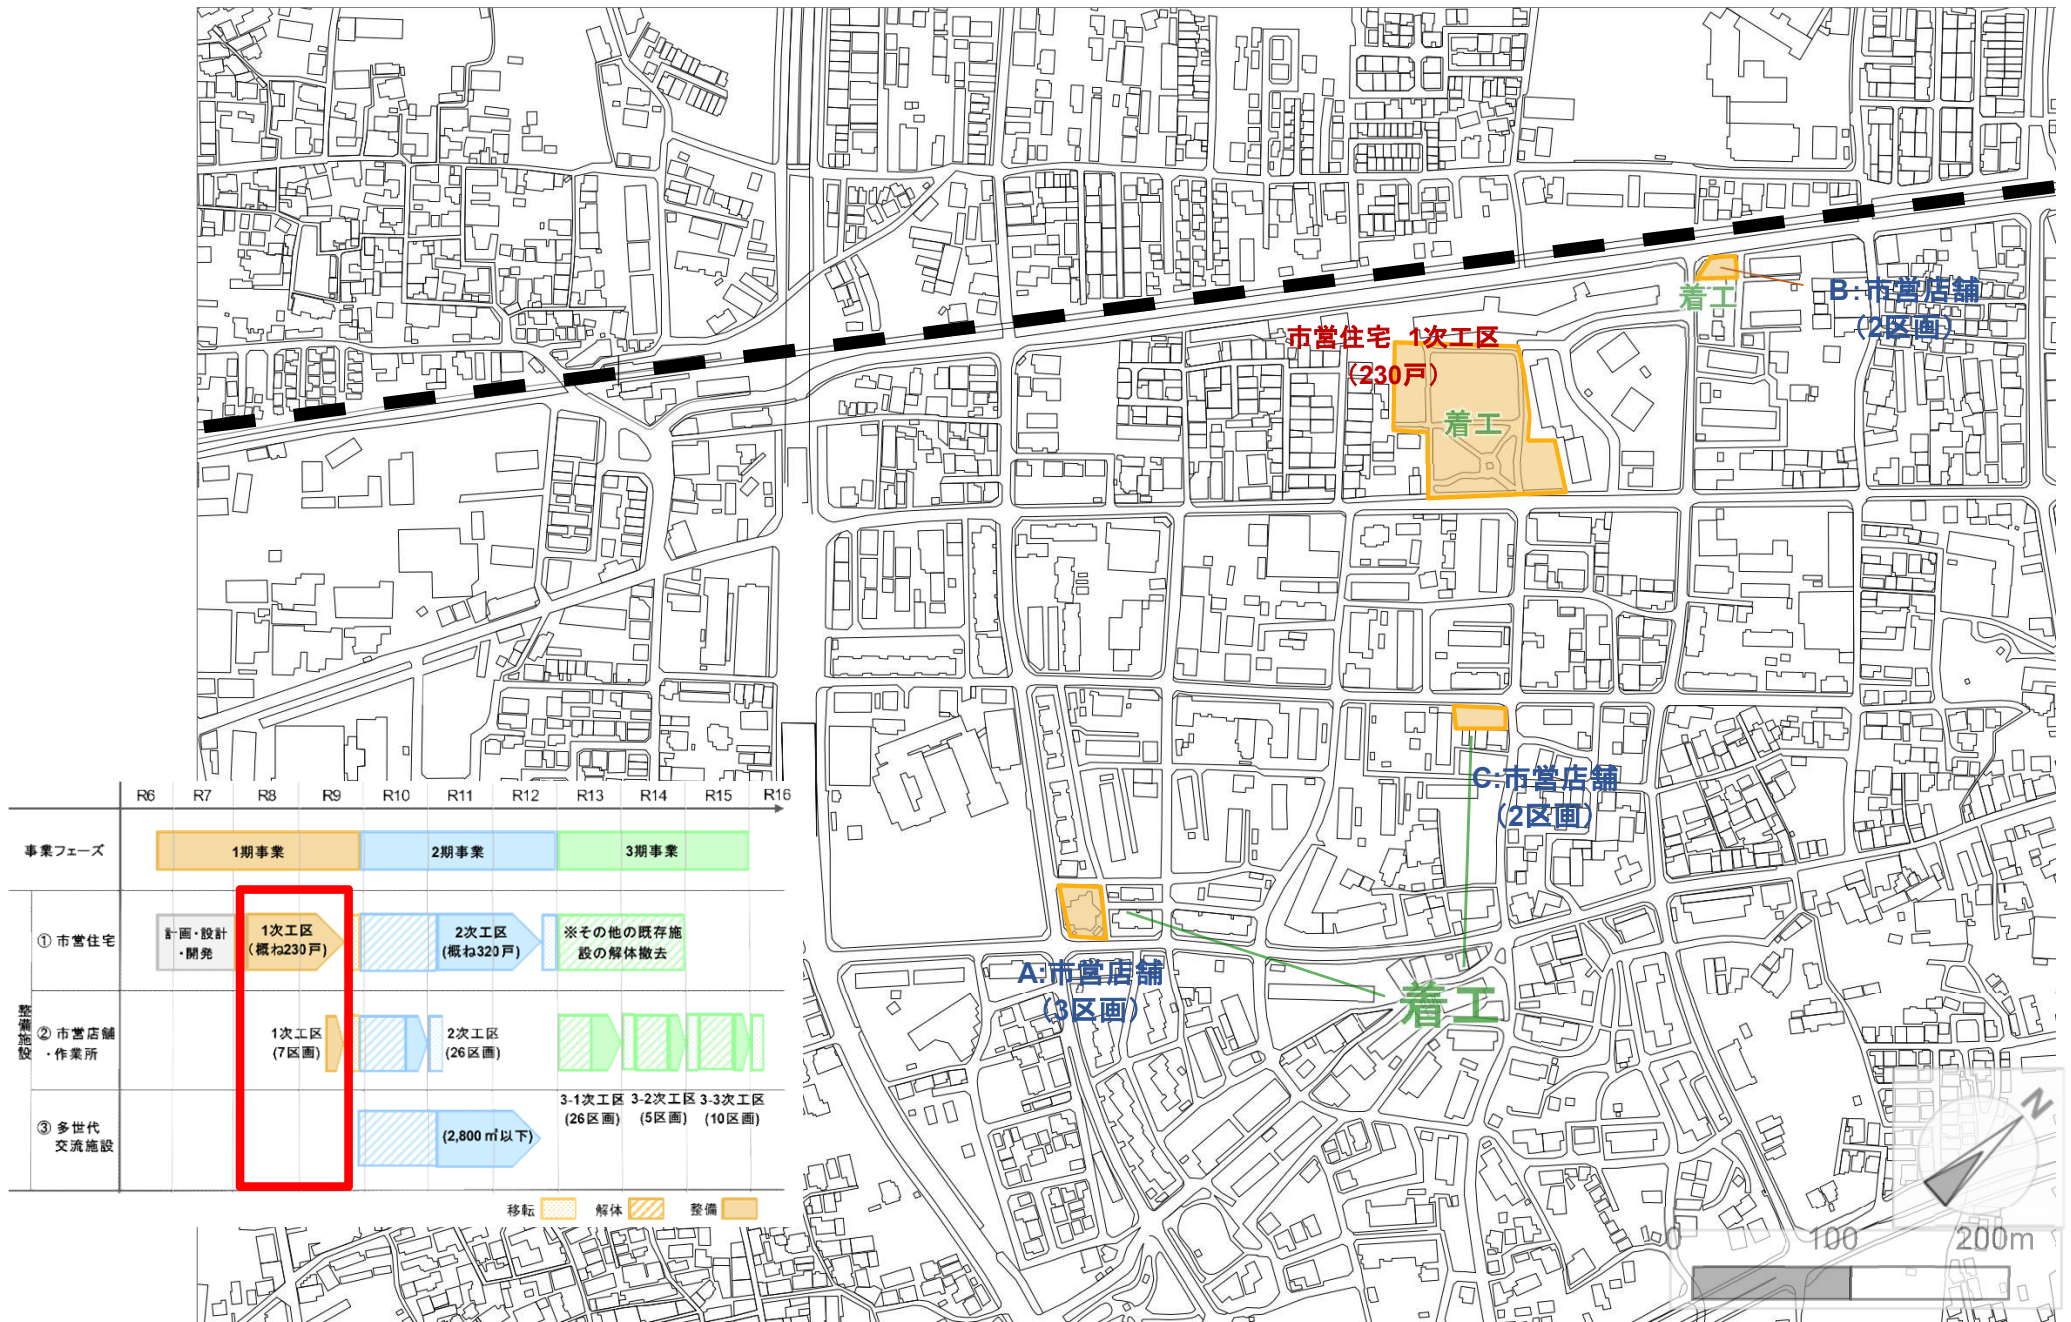 B:市営店舗
(2区画)
着工
市営住宅 1次工区
(230戸)
着工
C:市営店舗
(2区画)
A:市営店舗
(3区画)
着工
R6 R7 R8 R9 R10 R11 R12 R13 R14 R15 R16
事業フェーズ
1期事業
2期事業
3期事業
整備施設
① 市営住宅
計画・設計
・開発
1次工区
(概ね230戸)
2次工区
(概ね320戸)
※その他の既存施
設の解体撤去
② 市営店舗
・作業所
1次工区
(7区画)
2次工区
(26区画)
3-1次工区
(26区画)
3-2次工区
(5区画)
3-3次工区
(10区画)
③ 多世代
交流施設
(2,800㎡以下)
移転
解体
整備
N
0 100 200m